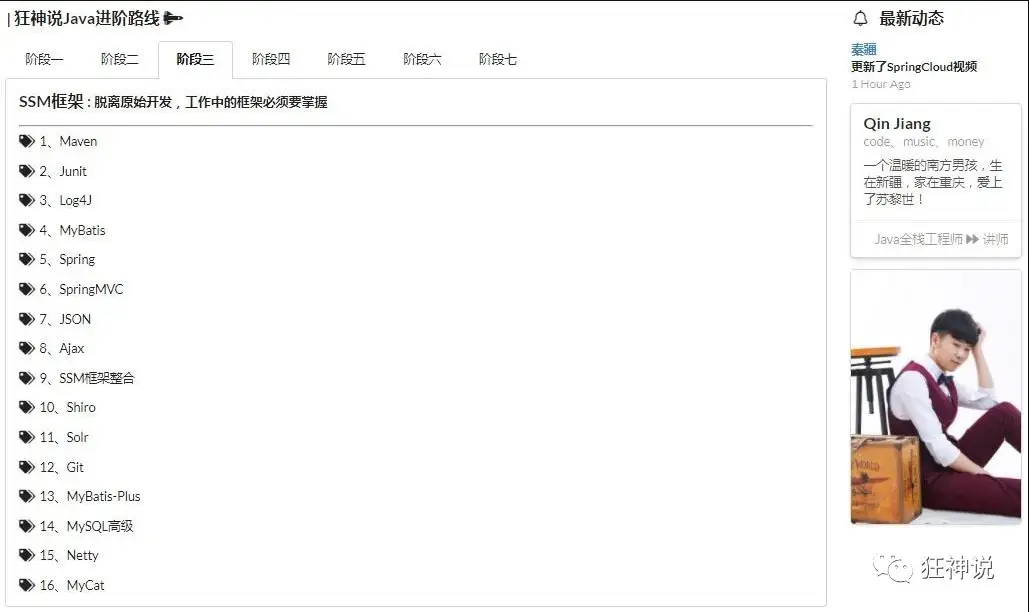 | 狂神说Java进阶路线
阶段一 阶段二 阶段三 阶段四 阶段五 阶段六 阶段七
SSM框架 : 脱离原始开发，工作中的框架必须要掌握
1、Maven
2、Junit
3、Log4J
4、MyBatis
5、Spring
6、SpringMVC
7、JSON
8、Ajax
9、SSM框架整合
10、Shiro
11、Solr
12、Git
13、MyBatis-Plus
14、MySQL高级
15、Netty
16、MyCat
最新动态
秦疆
更新了SpringCloud视频
1 Hour Ago
Qin Jiang
code、music、money
一个温暖的南方男孩，生
在新疆，家在重庆，爱上
了苏黎世！
Java全栈工程师 讲师
WORLD
狂神说